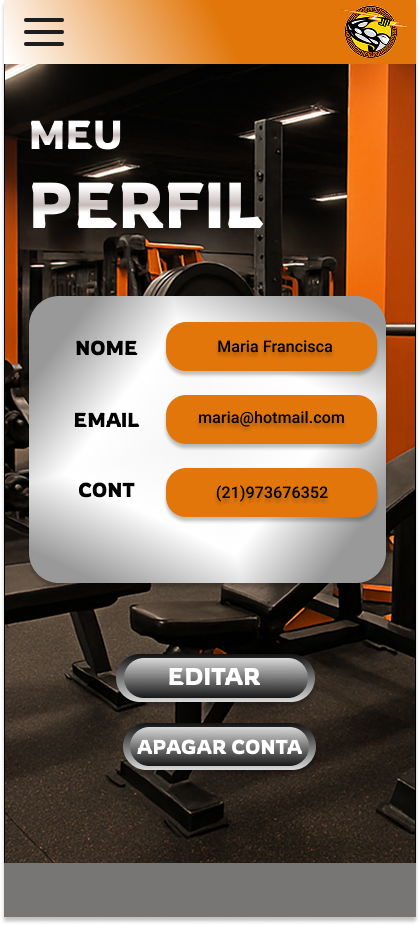 MEU
PERFIL
NOME
Maria Francisca
EMAIL
maria@hotmail.com
CONT
(21)973676352
EDITAR
APAGAR CONTA